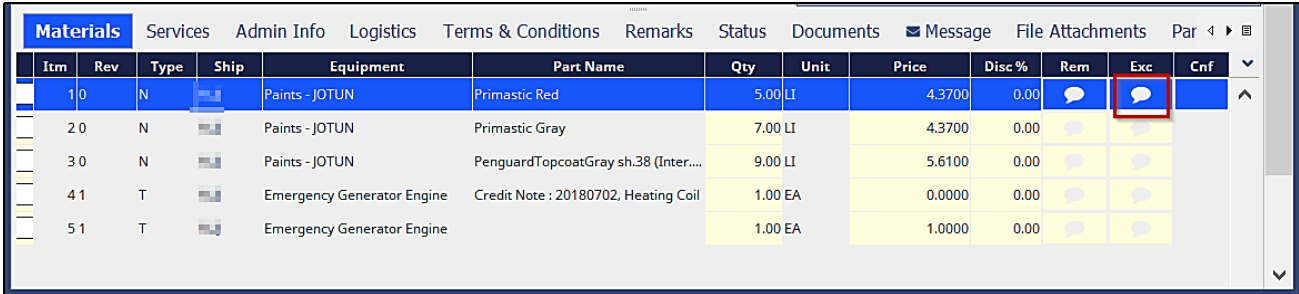 Materials Services Admin Info Logistics Terms & Conditions Remarks Status Documents Message File Attachments Par
Itm Rev Type Ship Equipment Part Name Qty Unit Price Disc % Rem Exc Cnf
1 0 N Paints - JOTUN Primastic Red 5.00 LI 4.3700 0.00
2 0 N Paints - JOTUN Primastic Gray 7.00 LI 4.3700 0.00
3 0 N Paints - JOTUN PenguardTopcoatGray sh.38 (Inter.... 9.00 LI 5.6100 0.00
4 1 T Emergency Generator Engine Credit Note : 20180702, Heating Coil 1.00 EA 0.0000 0.00
5 1 T Emergency Generator Engine 1.00 EA 1.0000 0.00